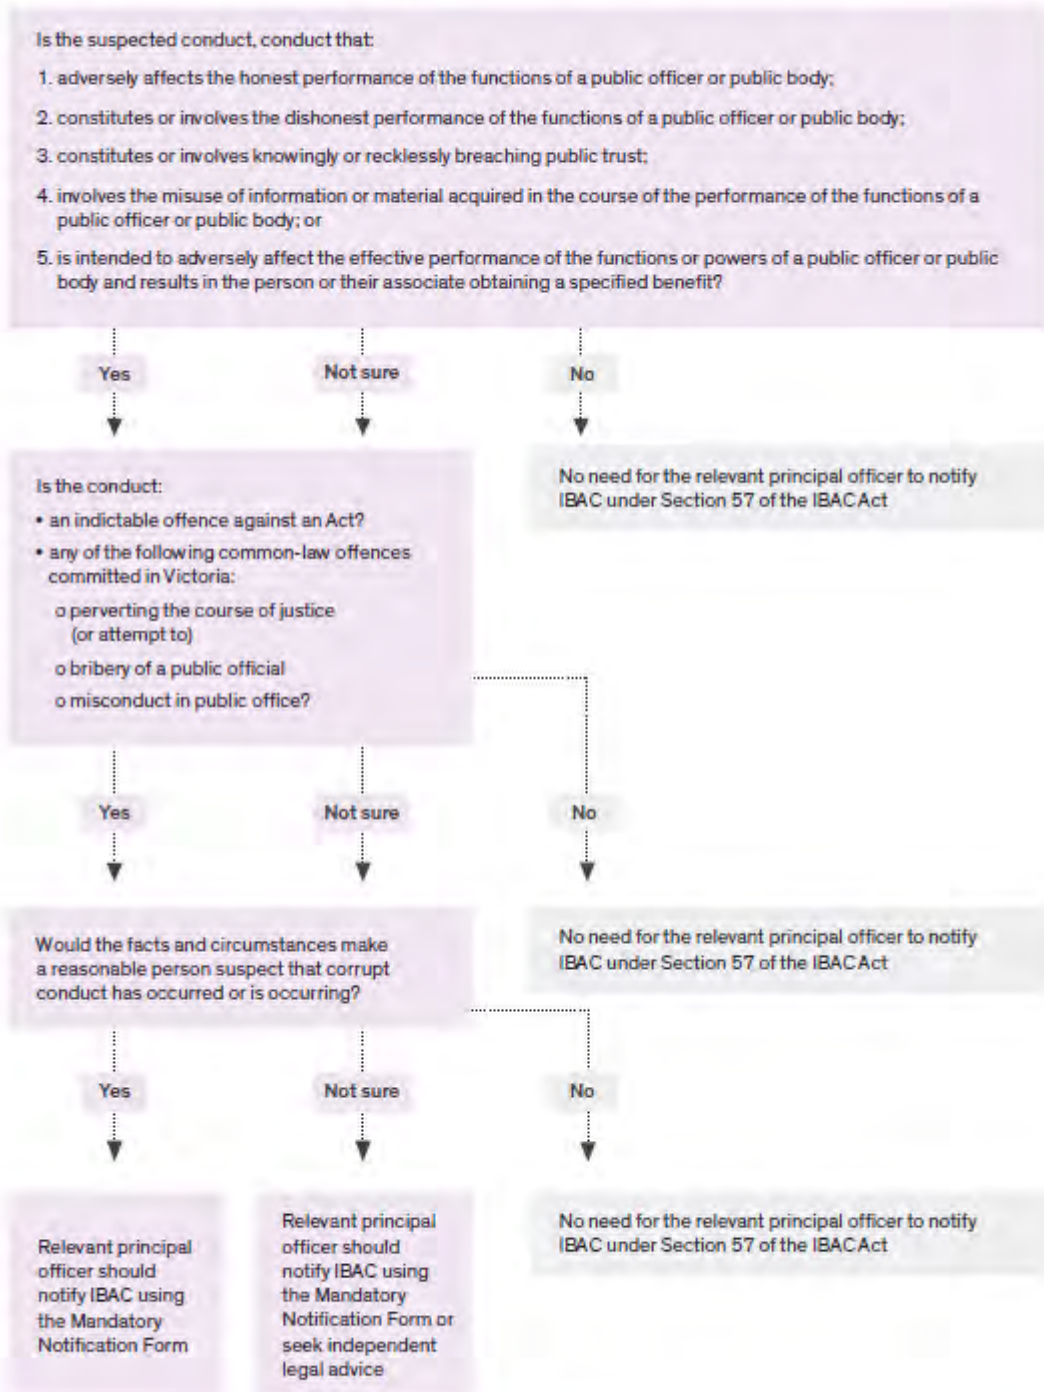 Is the suspected conduct, conduct that:
1. adversely affects the honest performance of the functions of a public officer or public body;
2. constitutes or involves the dishonest performance of the functions of a public officer or public body;
3. constitutes or involves knowingly or recklessly breaching public trust;
4. involves the misuse of information or material acquired in the course of the performance of the functions of a
public officer or public body; or
5. is intended to adversely affect the effective performance of the functions or powers of a public officer or public
body and results in the person or their associate obtaining a specified benefit?
Yes
Not sure
No
Is the conduct:
• an indictable offence against an Act?
• any of the following common-law offences
committed in Victoria:
o perverting the course of justice
(or attempt to)
o bribery of a public official
o misconduct in public office?
No need for the relevant principal officer to notify
IBAC under Section 57 of the IBAC Act
Yes
Not sure
No
Would the facts and circumstances make
a reasonable person suspect that corrupt
conduct has occurred or is occurring?
No need for the relevant principal officer to notify
IBAC under Section 57 of the IBAC Act
Yes
Not sure
No
Relevant principal
officer should
notify IBAC using
the Mandatory
Notification Form
Relevant principal
officer should
notify IBAC using
the Mandatory
Notification Form or
seek independent
legal advice
No need for the relevant principal officer to notify
IBAC under Section 57 of the IBAC Act